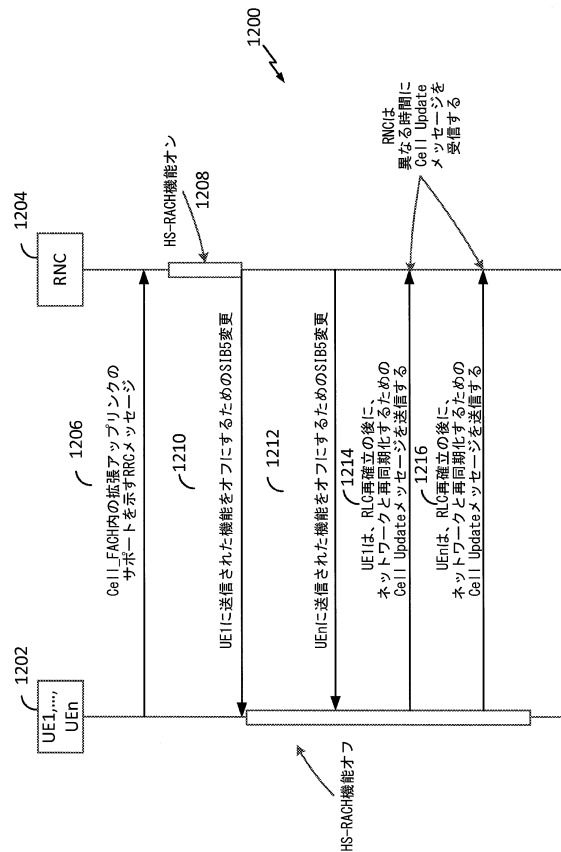 1200
1202
UE1,...,
UEn
1204
RNC
1206
Cell_FACH内の拡張アップリンクの
サポートを示すRRCメッセージ
HS-RACH機能オン
1208
1210
UE1に送信された機能をオフにするためのSIB5変更
1212
UEnに送信された機能をオフにするためのSIB5変更
HS-RACH機能オフ
1214
UE1は、RLC再確立の後に、
ネットワークと再同期化するための
Cell Updateメッセージを送信する
1216
UEnは、RLC再確立の後に、
ネットワークと再同期化するための
Cell Updateメッセージを送信する
RNCは
異なる時間に
Cell Update
メッセージを
受信する